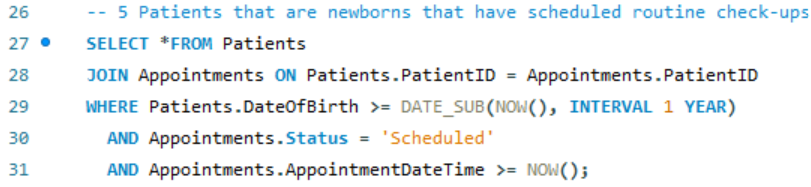 26 -- 5 Patients that are newborns that have scheduled routine check-ups
27 SELECT *FROM Patients
28 JOIN Appointments ON Patients.PatientID = Appointments.PatientID
29 WHERE Patients.DateOfBirth >= DATE_SUB(NOW(), INTERVAL 1 YEAR)
30 AND Appointments.Status = 'Scheduled'
31 AND Appointments.AppointmentDateTime >= NOW();